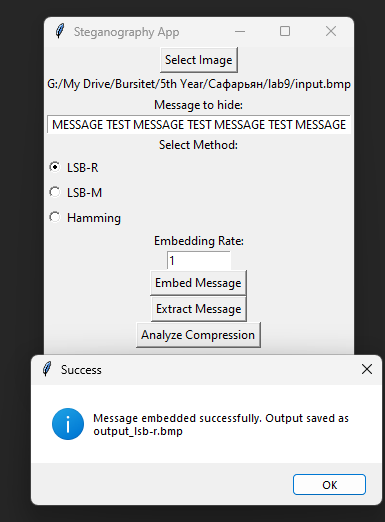 Steganography App
Select Image
G:/My Drive/Bursitet/5th Year/Сафарьян/lab9/input.bmp
Message to hide:
MESSAGE TEST MESSAGE TEST MESSAGE TEST MESSAGE
Select Method:
LSB-R
LSB-M
Hamming
Embedding Rate:
1
Embed Message
Extract Message
Analyze Compression
Success
Message embedded successfully. Output saved as
output_lsb-r.bmp
OK